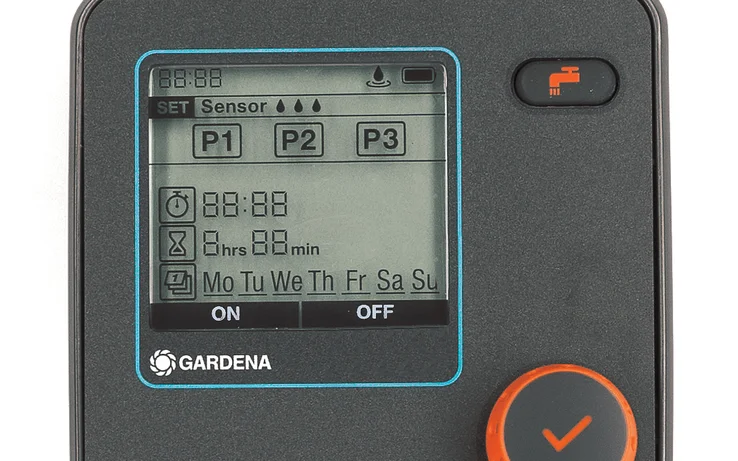 88:88
SET Sensor
P1 P2 P3
88:88
8hrs 88min
1 Mo Tu We Th Fr Sa Su
ON OFF
GARDENA